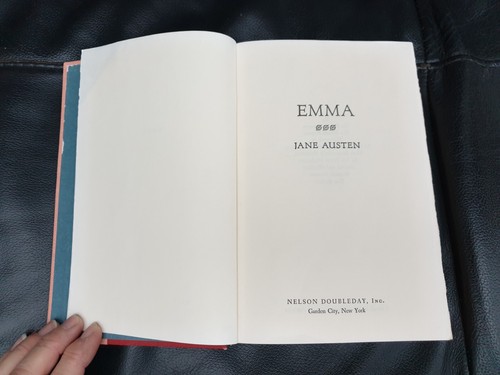 EMMA
JANE AUSTEN
NELSON DOUBLEDAY, Inc.
Garden City, New York